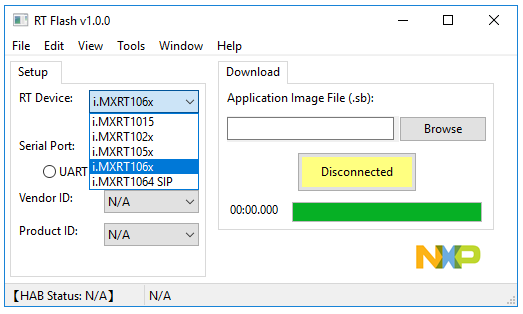 RT Flash v1.0.0
File Edit View Tools Window Help
Setup
RT Device:
i.MXRT106x
i.MXRT1015
i.MXRT102x
i.MXRT105x
i.MXRT106x
i.MXRT1064 SIP
Serial Port:
UART
Vendor ID:
N/A
Product ID:
N/A
Download
Application Image File (.sb):
Browse
Disconnected
00:00.000
NXP
【HAB Status: N/A】 N/A